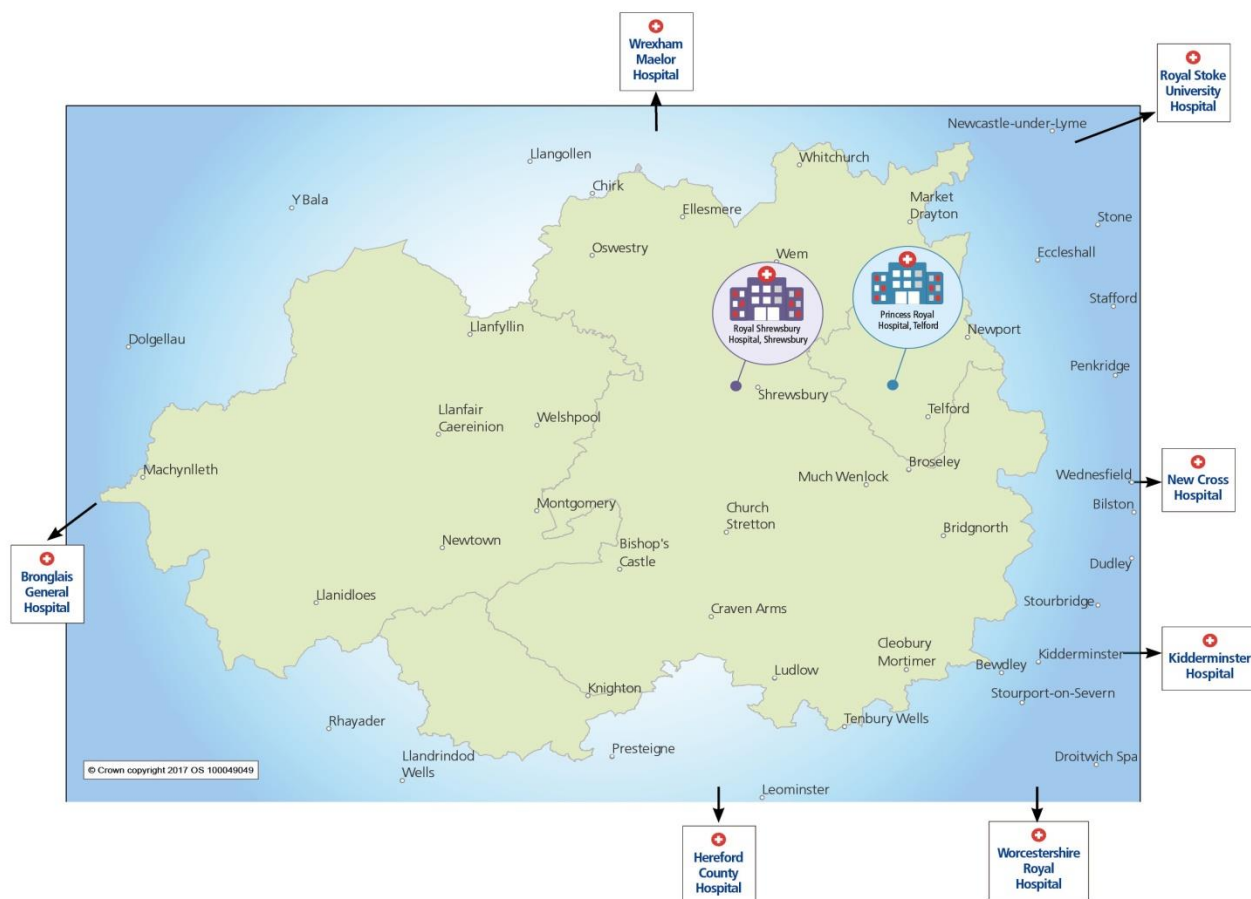 Wrexham
Maelor
Hospital
Royal Stoke
University
Hospital
Newcastle-under-Lyme
Llangollen
Whitchurch
Chirk
Y Bala
Ellesmere
Market
Drayton
Stone
Oswestry
Wem
Eccleshall
Stafford
Royal Shrewsbury
Hospital, Shrewsbury
Princess Royal
Hospital, Telford
Llanfyllin
Newport
Dolgellau
Penkridge
Shrewsbury
Llanfair
Caereinion
Welshpool
Telford
Machynlleth
Much Wenlock
Broseley
Wednesfield
New Cross
Hospital
Montgomery
Church
Stretton
Bilston
Bridgnorth
Newtown
Bishop's
Castle
Dudley
Bronglais
General
Hospital
Llanidloes
Craven Arms
Stourbridge
Cleobury
Mortimer
Kidderminster
Bewdley
Kidderminster
Hospital
Ludlow
Knighton
Stourport-on-Severn
Rhayader
Tenbury Wells
Llandrindod
Wells
Presteigne
Droitwich Spa
© Crown copyright 2017 OS 100049049
Leominster
Hereford
County
Hospital
Worcestershire
Royal
Hospital